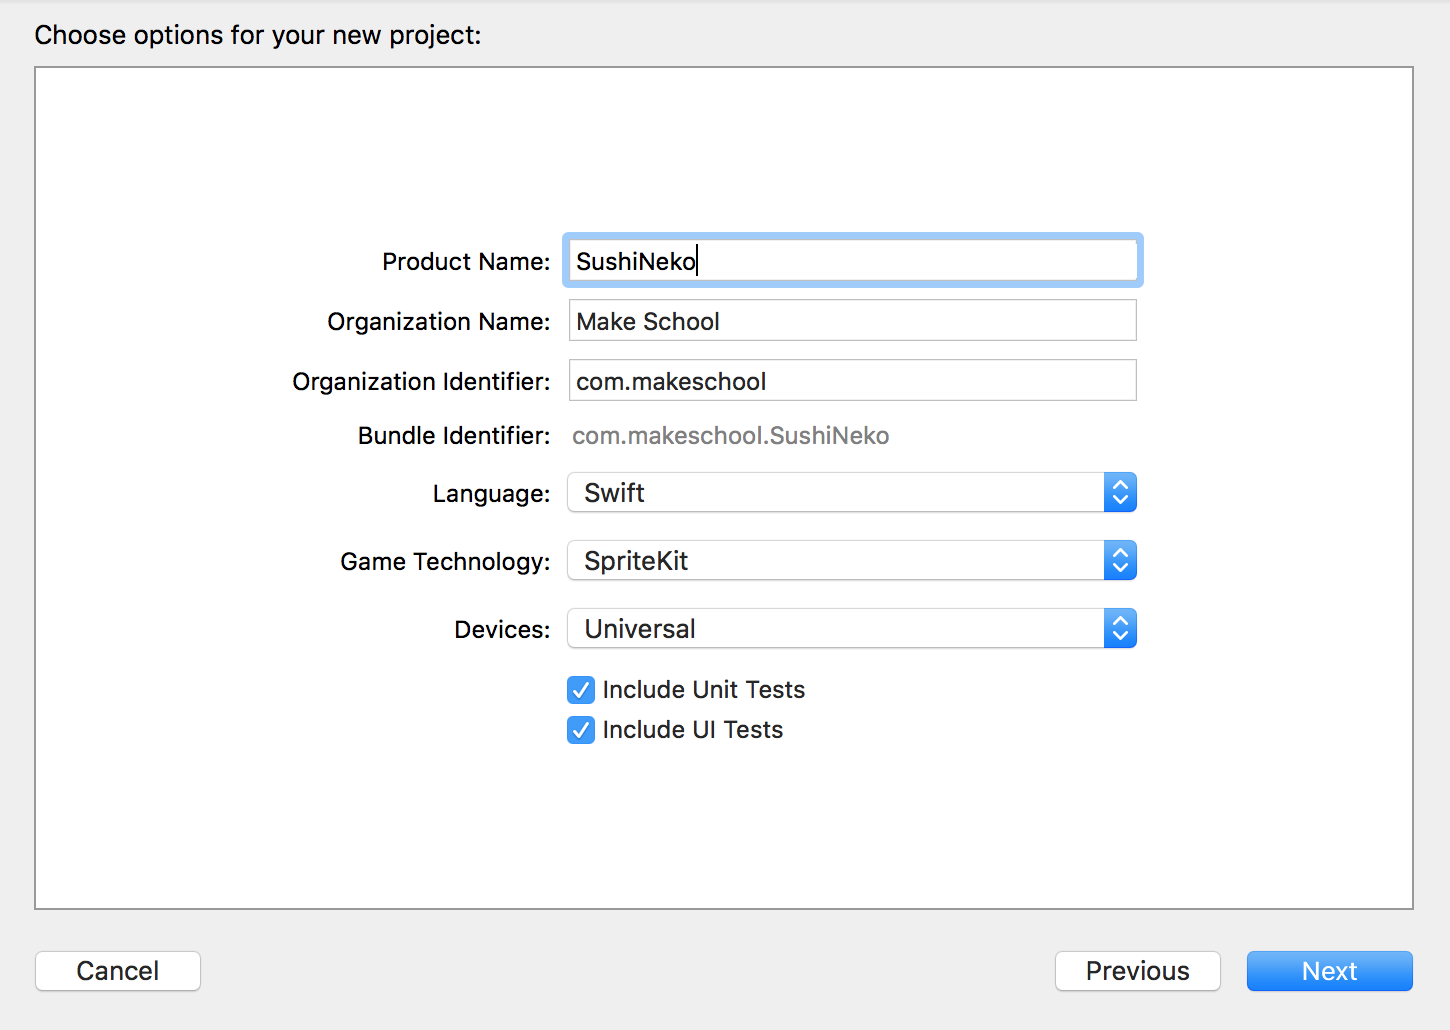 Choose options for your new project:
Product Name: SushiNeko
Organization Name: Make School
Organization Identifier: com.makeschool
Bundle Identifier: com.makeschool.SushiNeko
Language: Swift
Game Technology: SpriteKit
Devices: Universal
Include Unit Tests
Include UI Tests
Cancel Previous Next